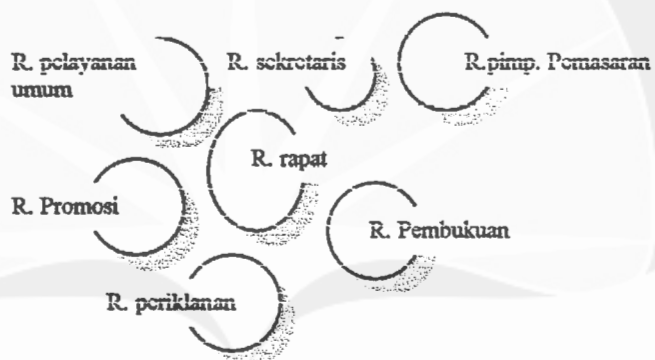 R. pelayanan umum
R. sekretaris
R.pimp. Pemasaran
R. rapat
R. Promosi
R. Pembukuan
R. periklanan